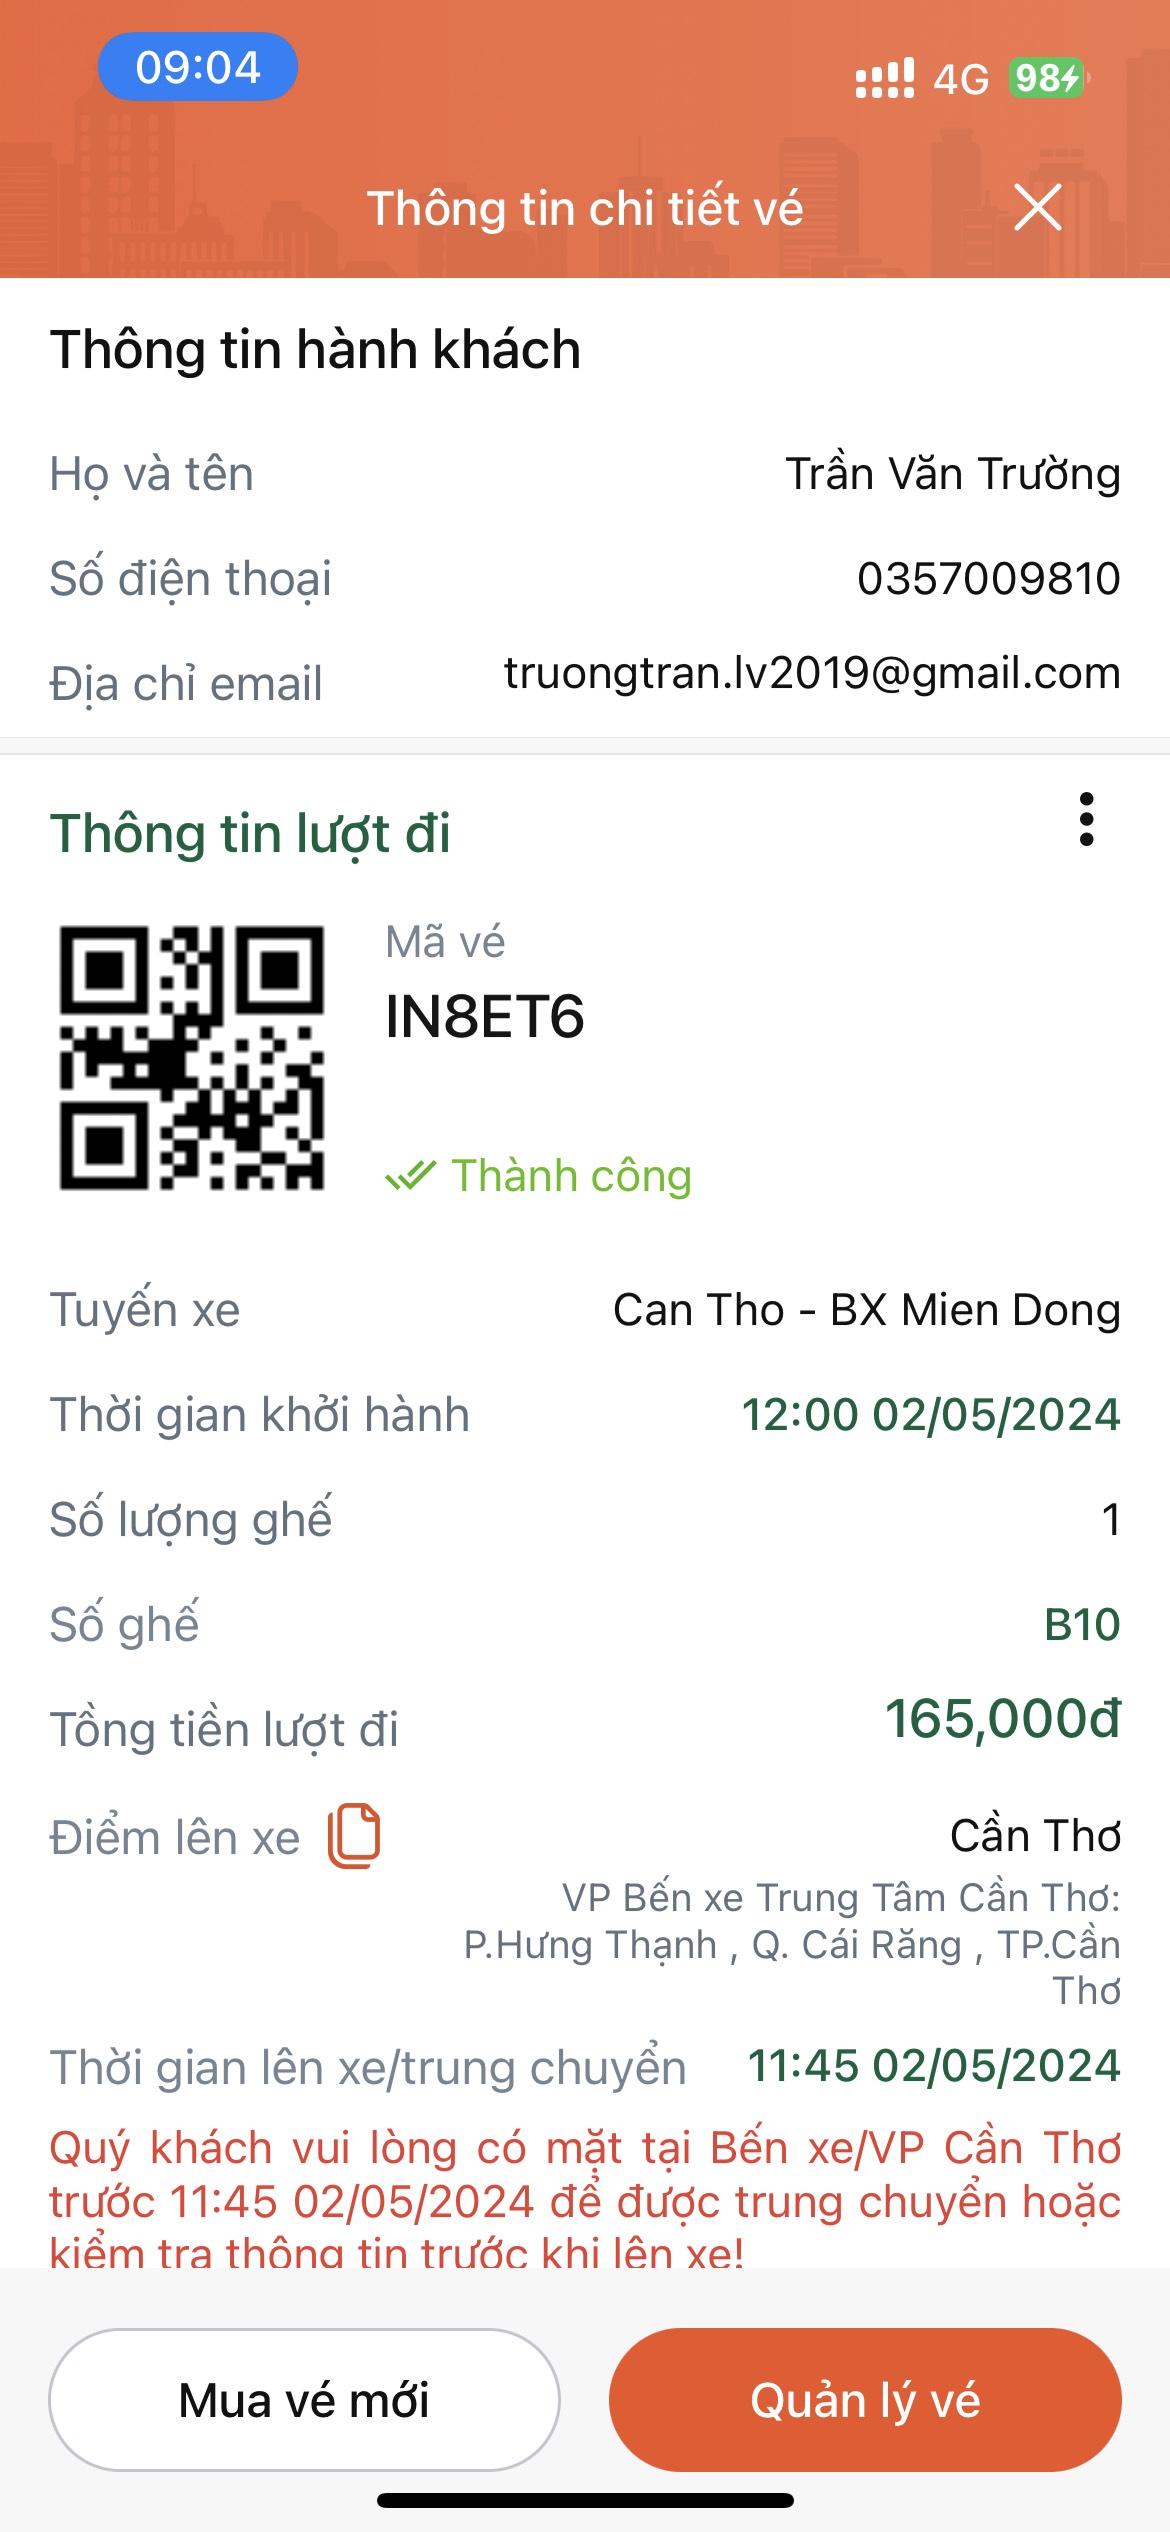 09:04
4G 98
Thông tin chi tiết vé
Thông tin hành khách
Họ và tên Trần Văn Trường
Số điện thoại 0357009810
Địa chỉ email truongtran.lv2019@gmail.com
Thông tin lượt đi
Mã vé
IN8ET6
Thành công
Tuyến xe Can Tho - BX Mien Dong
Thời gian khởi hành 12:00 02/05/2024
Số lượng ghế 1
Số ghế B10
Tổng tiền lượt đi 165,000đ
Điểm lên xe Cần Thơ
VP Bến xe Trung Tâm Cần Thơ:
P.Hưng Thạnh , Q. Cái Răng , TP.Cần
Thơ
Thời gian lên xe/trung chuyển 11:45 02/05/2024
Quý khách vui lòng có mặt tại Bến xe/VP Cần Thơ
trước 11:45 02/05/2024 để được trung chuyển hoặc
kiểm tra thông tin trước khi lên xe!
Mua vé mới
Quản lý vé